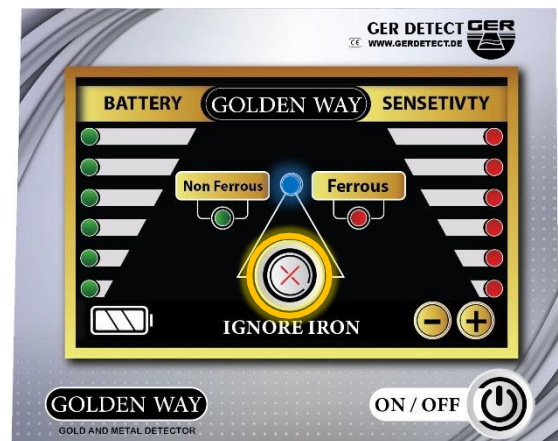 GER DETECT GER
CE WWW.GERDETECT.DE
BATTERY GOLDEN WAY SENSETIVTY
Non Ferrous Ferrous
IGNORE IRON - +
GOLDEN WAY ON / OFF
GOLD AND METAL DETECTOR